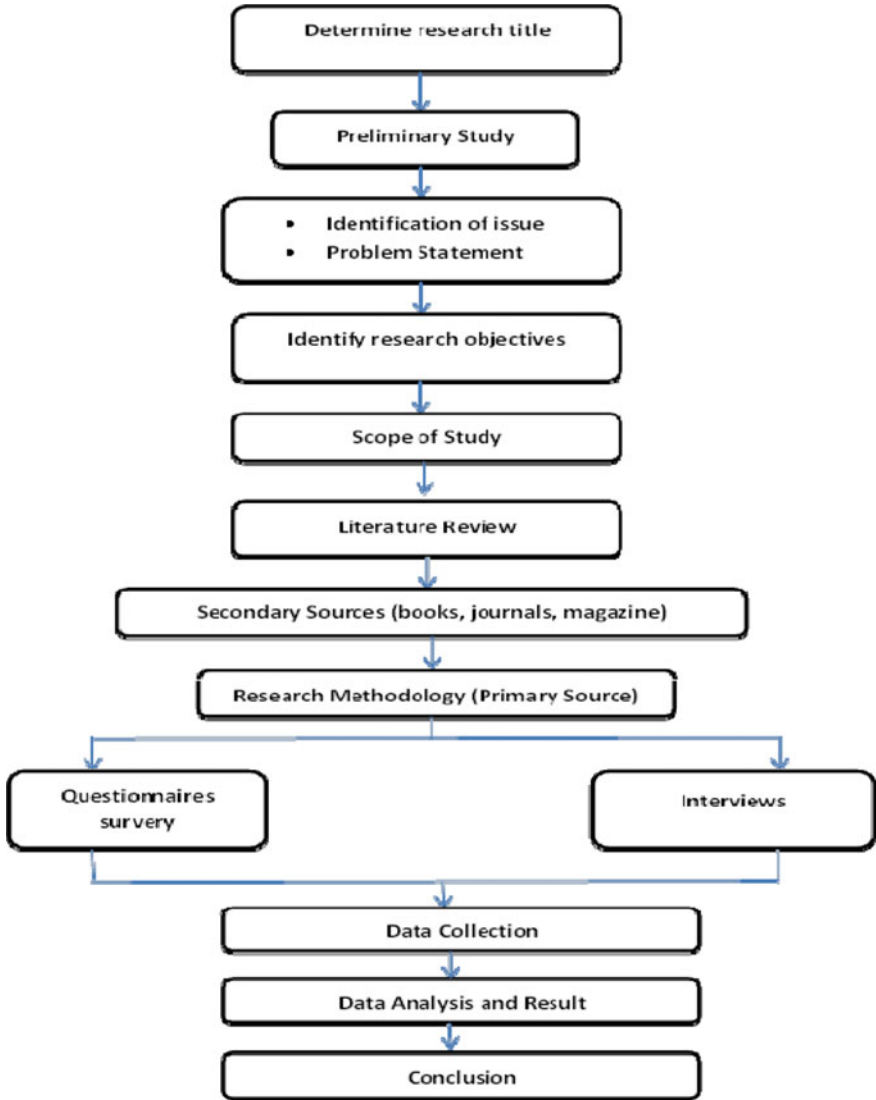 Determine research title
Preliminary Study
• Identification of issue
• Problem Statement
Identify research objectives
Scope of Study
Literature Review
Secondary Sources (books, journals, magazine)
Research Methodology (Primary Source)
Questionnaires
survery
Interviews
Data Collection
Data Analysis and Result
Conclusion